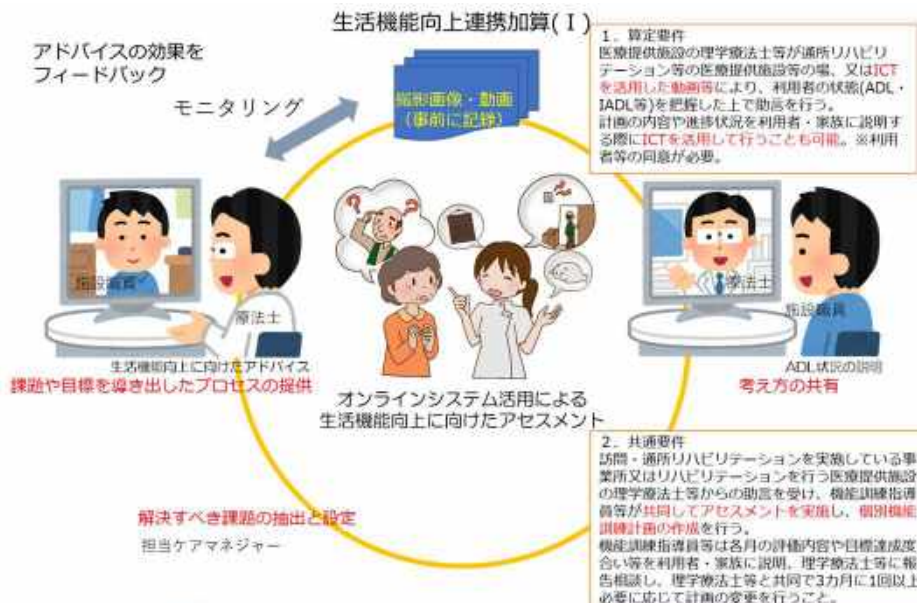 生活機能向上連携加算(Ⅰ)
アドバイスの効果を
フィードバック
モニタリング
撮影画像・動画
(事前に記録)
1．算定要件
医療提供施設の理学療法士等が通所リハビリ
テーション等の医療提供施設等の場、又はICT
を活用した動画等により、利用者の状態(ADL・
IADL等)を把握した上で助言を行う。
計画の内容や進捗状況を利用者・家族に説明す
る際にICTを活用して行うことも可能。※利用
者等の同意が必要。
施設職員
療法士
生活機能向上に向けたアドバイス
課題や目標を導き出したプロセスの提供
オンラインシステム活用による
生活機能向上に向けたアセスメント
療法士
施設職員
ADL状況の説明
考え方の共有
解決すべき課題の抽出と設定
担当ケアマネジャー
2．共通要件
訪問・通所リハビリテーションを実施している事
業所又はリハビリテーションを行う医療提供施設
の理学療法士等からの助言を受け、機能訓練指導
員等が共同してアセスメントを実施し、個別機能
訓練計画の作成を行う。
機能訓練指導員等は各月の評価内容や目標達成度
合い等を利用者・家族に説明、理学療法士等に報
告相談し、理学療法士等と共同で3カ月に1回以上
必要に応じて計画の変更を行うこと。